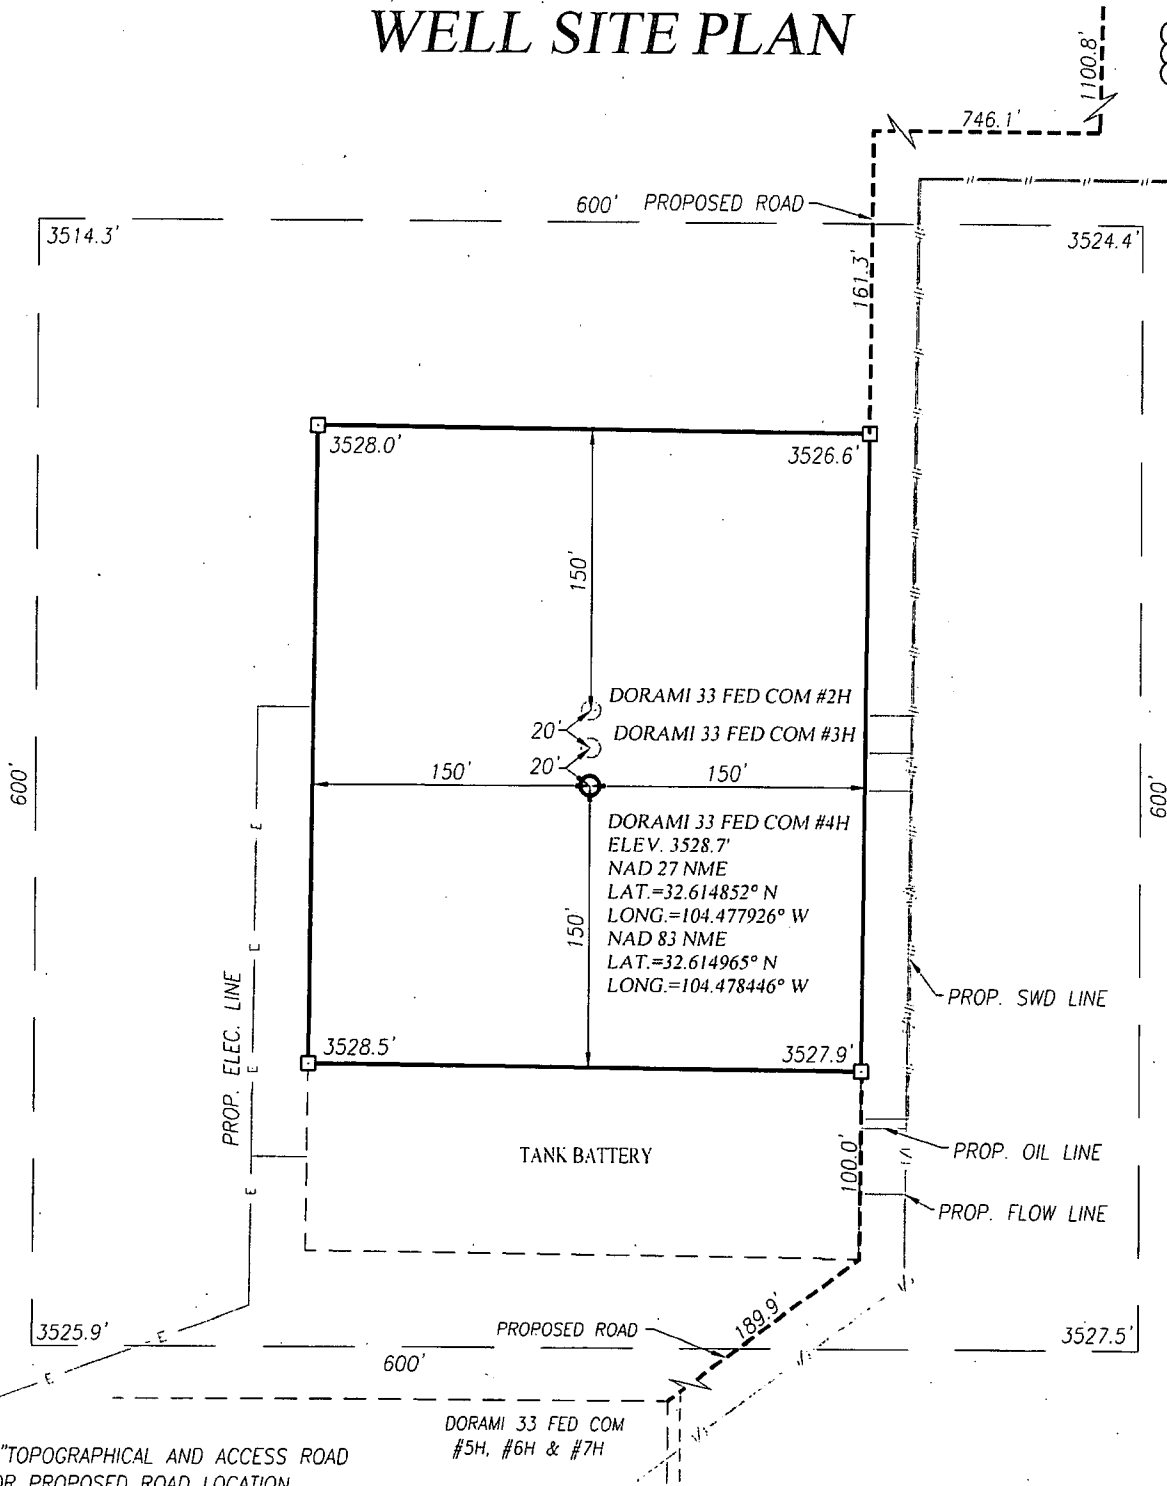 WELL SITE PLAN
1100.8'
746.1'
600' PROPOSED ROAD
3514.3'
3524.4'
161.3'
3528.0'
3526.6'
150'
DORAMI 33 FED COM #2H
20'
DORAMI 33 FED COM #3H
20'
150'
150'
600'
600'
DORAMI 33 FED COM #4H
ELEV. 3528.7'
NAD 27 NME
LAT.=32.614852° N
LONG.=104.477926° W
NAD 83 NME
LAT.=32.614965° N
LONG.=104.478446° W
150'
E
E
PROP. ELEC. LINE
E
E
PROP. SWD LINE
3528.5'
3527.9'
TANK BATTERY
100.0'
PROP. OIL LINE
PROP. FLOW LINE
189.9'
3525.9'
E
PROPOSED ROAD
3527.5'
600'
E
DORAMI 33 FED COM
#5H, #6H & #7H
"TOPOGRAPHICAL AND ACCESS ROAD
OR PROPOSED ROAD LOCATION